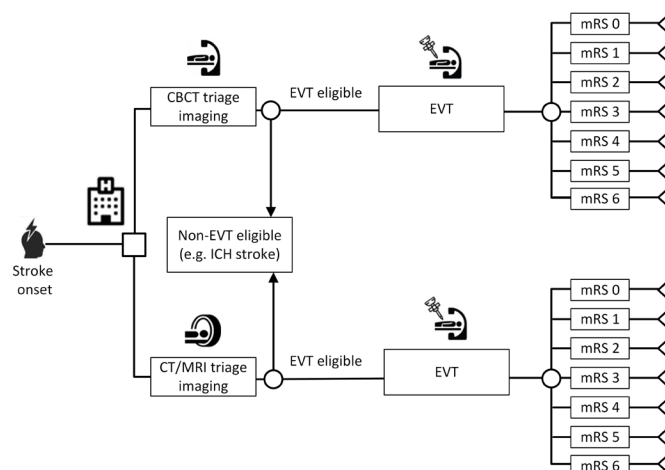 mRS 0
mRS 1
mRS 2
mRS 3
mRS 4
mRS 5
mRS 6
CBCT triage
imaging
EVT eligible
EVT
H
Non-EVT eligible
(e.g. ICH stroke)
Stroke
onset
CT/MRI triage
imaging
EVT eligible
EVT
mRS 0
mRS 1
mRS 2
mRS 3
mRS 4
mRS 5
mRS 6